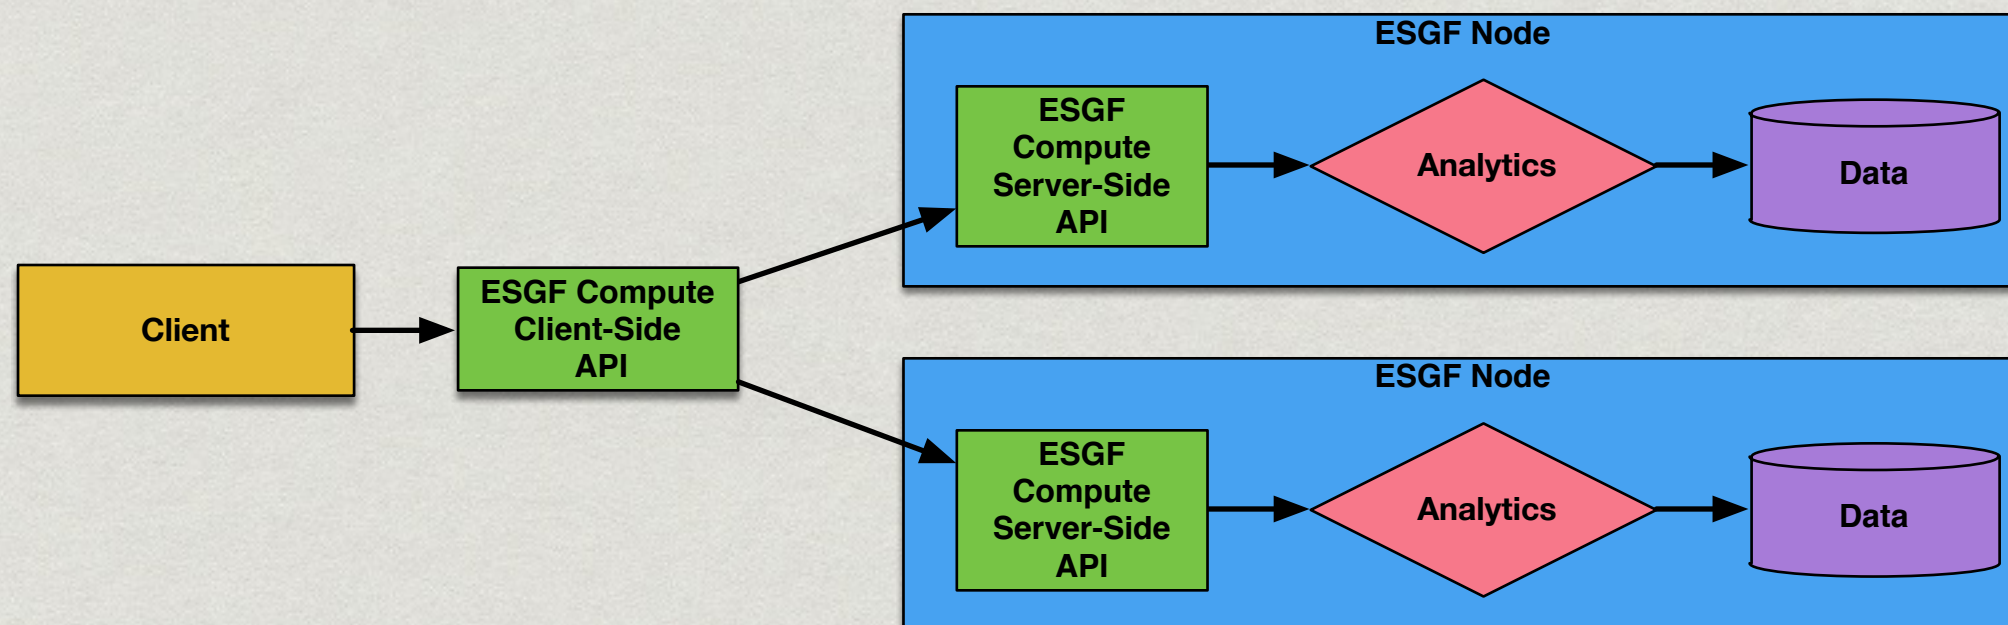 Client
ESGF Compute
Client-Side
API
ESGF Node
ESGF
Compute
Server-Side
API
Analytics
Data
ESGF Node
ESGF
Compute
Server-Side
API
Analytics
Data